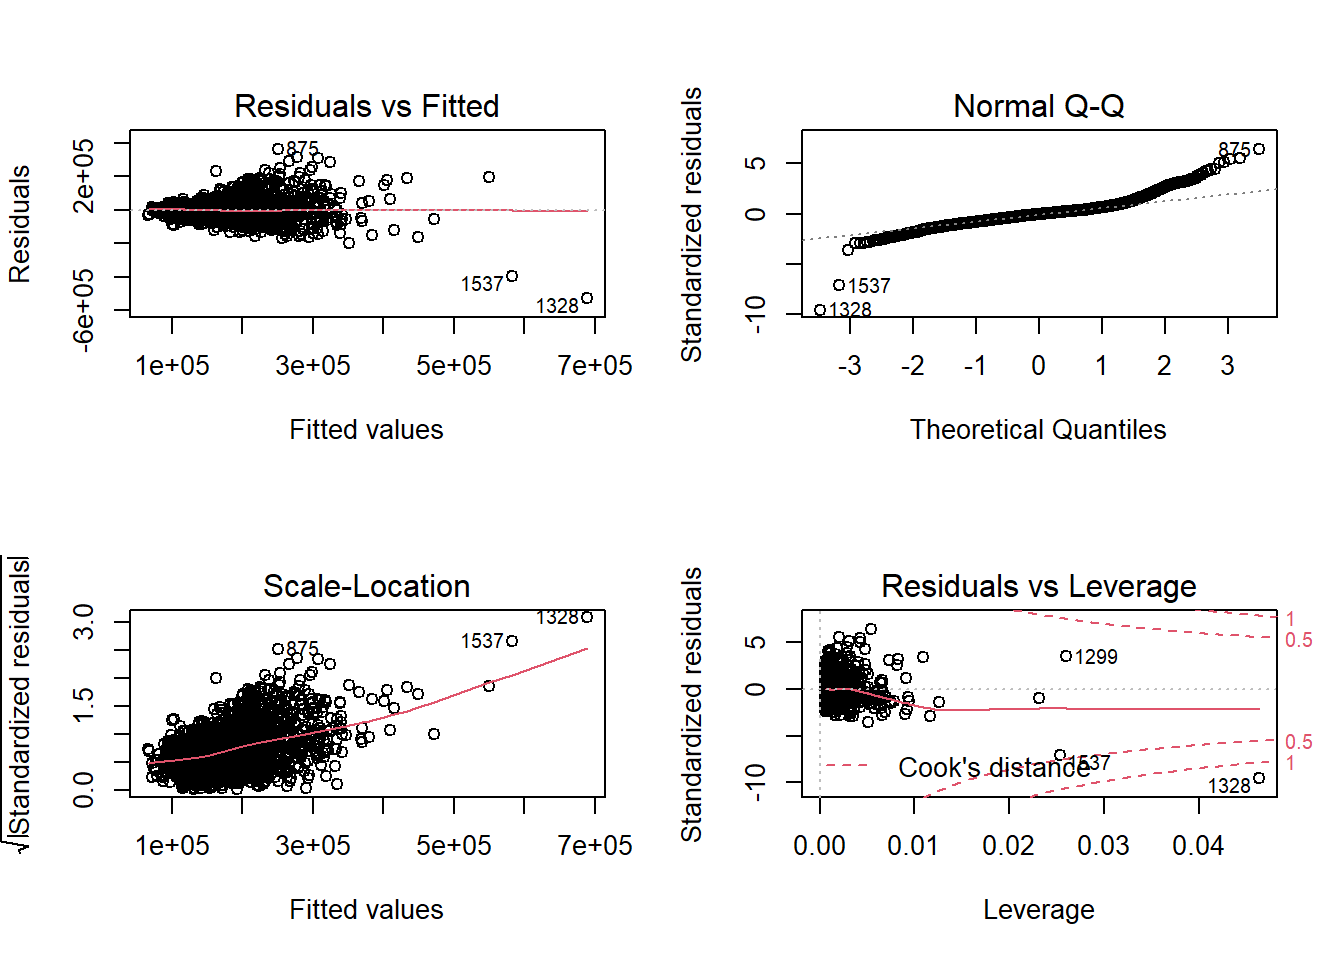 Residuals vs Fitted
Residuals
2e+05
-6e+05
875
1537
1328
1e+05 3e+05 5e+05 7e+05
Fitted values
Normal Q-Q
Standardized residuals
5
0
-10
875
1537
1328
-3 -2 -1 0 1 2 3
Theoretical Quantiles
Scale-Location
√|Standardized residuals|
3.0
1.5
0.0
1328
1537
875
1e+05 3e+05 5e+05 7e+05
Fitted values
Residuals vs Leverage
Standardized residuals
5
0
-10
1
0.5
1299
0.5
1
Cook's distance
1537
1328
0.00 0.01 0.02 0.03 0.04
Leverage